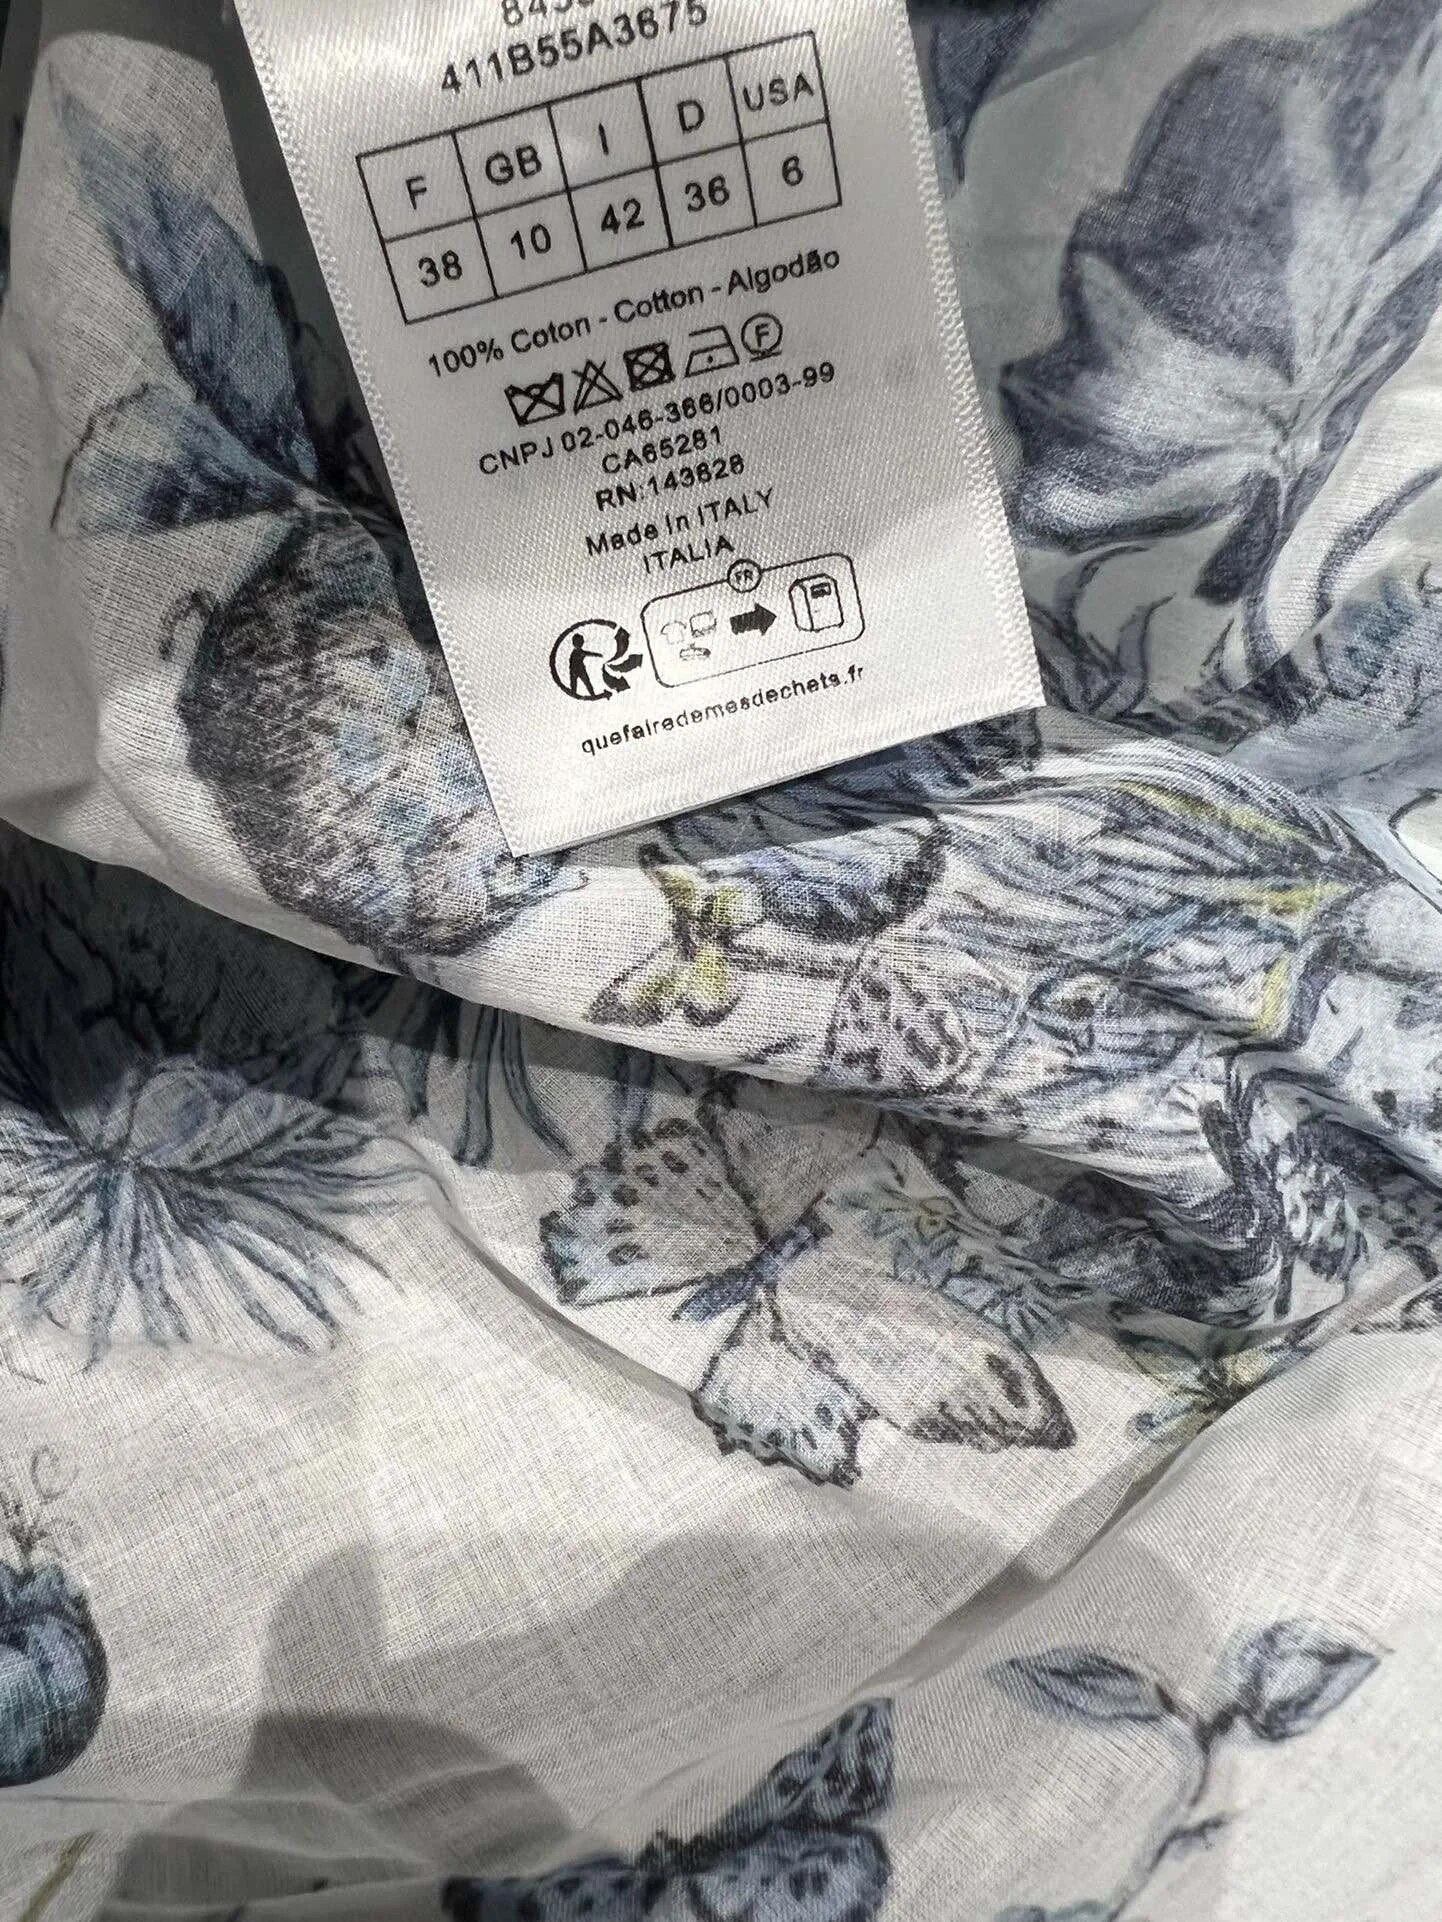 411B55A3675
F GB I D USA
38 10 42 36 6
100% Coton - Cotton - Algodão
F
CNPJ 02-046-366/0003-99
CA65281
RN:143828
Made in ITALY
ITALIA
FR
quefairedemesdechets.fr